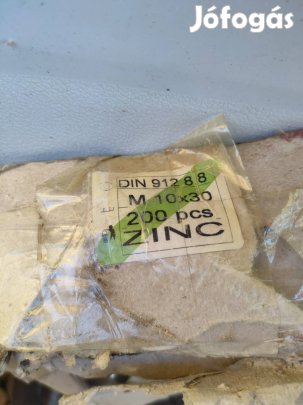 Jófogás
DIN 912 8.8
M 10x30
200 pcs
ZINC